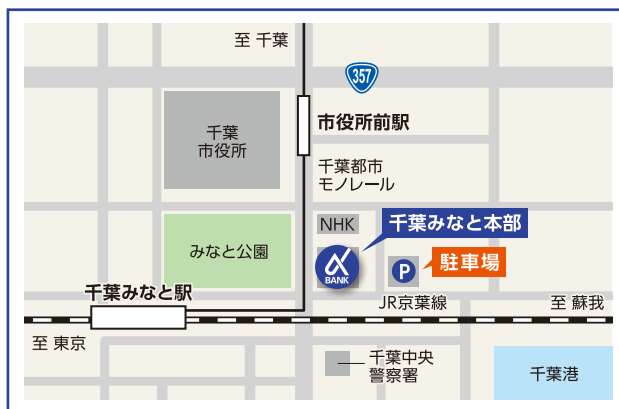 至 千葉
357
市役所前駅
千葉
市役所
千葉都市
モノレール
NHK
千葉みなと本部
みなと公園
BANK
P
駐車場
千葉みなと駅
JR京葉線
至 蘇我
至 東京
千葉中央
警察署
千葉港